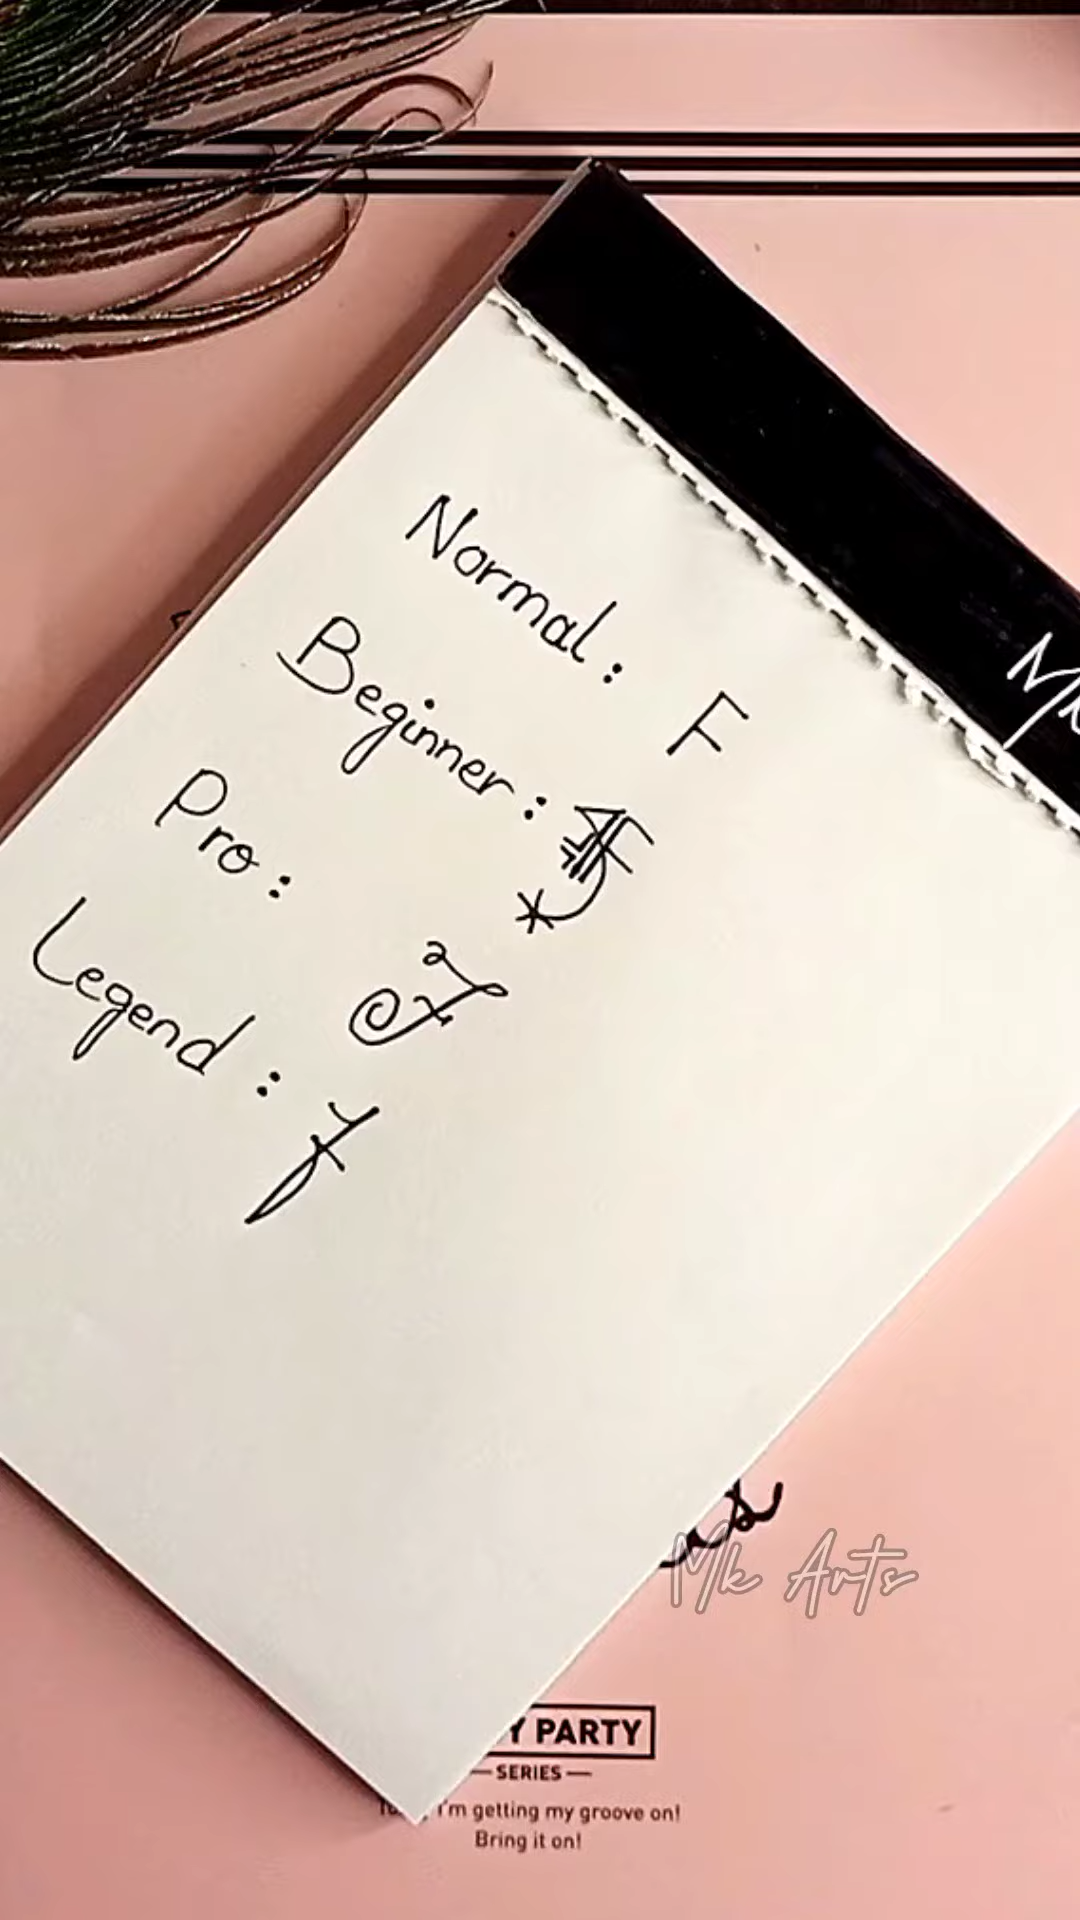 Normal: F
Beginner: F
Pro: F
Legend: F
Mk Arts
Y PARTY
SERIES
I'm getting my groove on!
Bring it on!